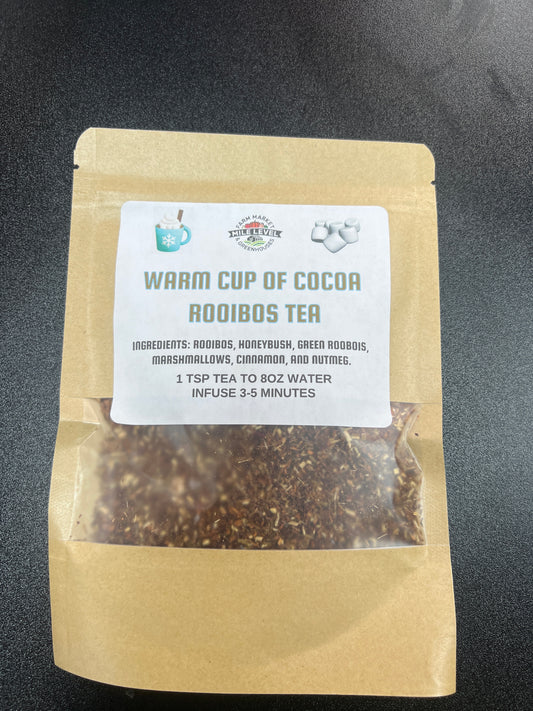 FARM MARKET
MILE LEVEL
& GREENHOUSES
WARM CUP OF COCOA
ROOIBOS TEA
INGREDIENTS: ROOIBOS, HONEYBUSH, GREEN ROOBOIS,
MARSHMALLOWS, CINNAMON, AND NUTMEG.
1 TSP TEA TO 8OZ WATER
INFUSE 3-5 MINUTES